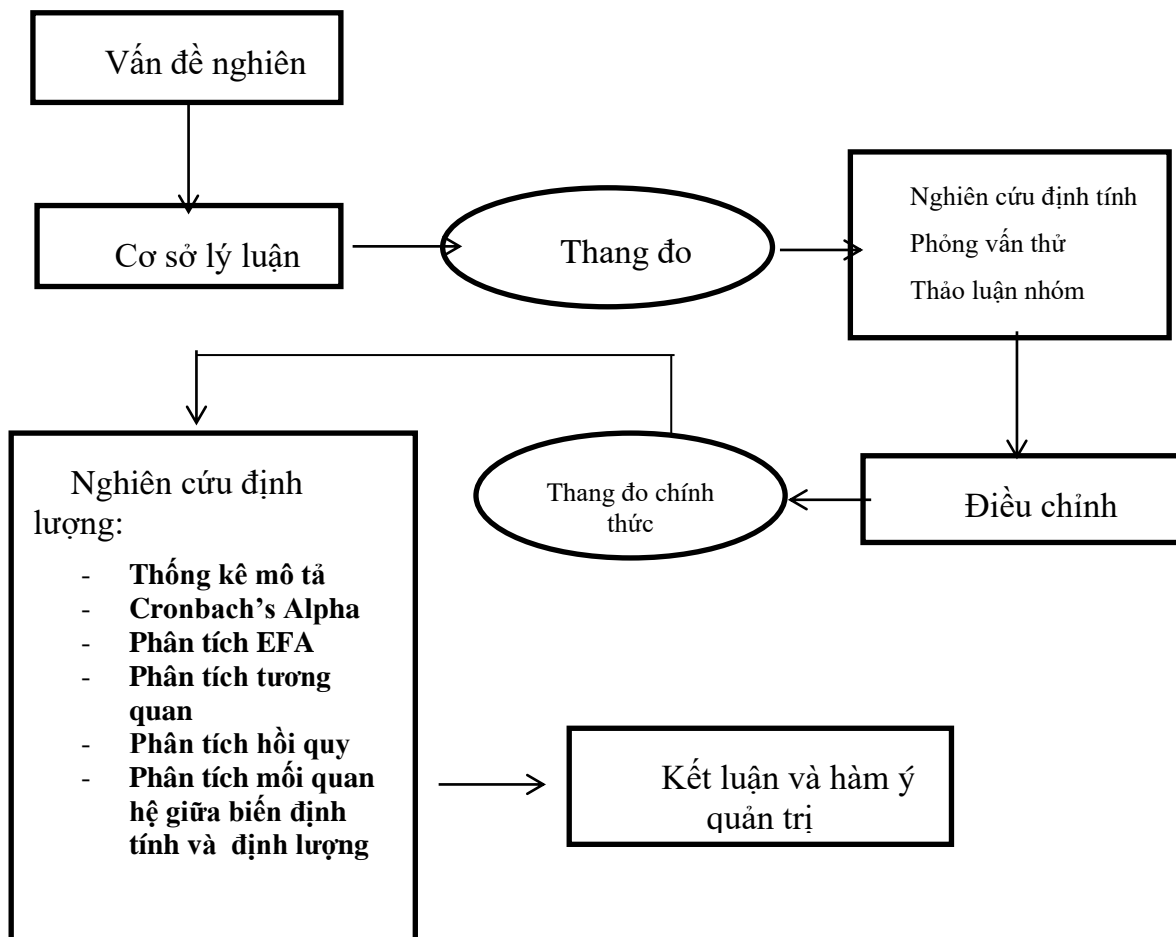 Vấn đề nghiên
Cơ sở lý luận
Thang đo
Nghiên cứu định tính
Phỏng vấn thử
Thảo luận nhóm
Điều chỉnh
Thang đo chính
thức
Nghiên cứu định
lượng:
- Thống kê mô tả
- Cronbach’s Alpha
- Phân tích EFA
- Phân tích tương
quan
- Phân tích hồi quy
- Phân tích mối quan
hệ giữa biến định
tính và định lượng
Kết luận và hàm ý
quản trị